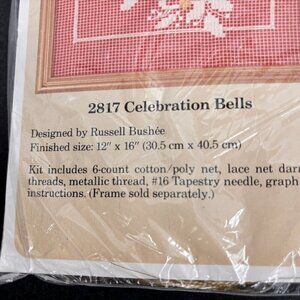 2817 Celebration Bells
Designed by Russell Bushée
Finished size: 12" x 16" (30.5 cm x 40.5 cm)
Kit includes 6-count cotton/poly net, lace net darn
threads, metallic thread, #16 Tapestry needle, graph
instructions. (Frame sold separately.)